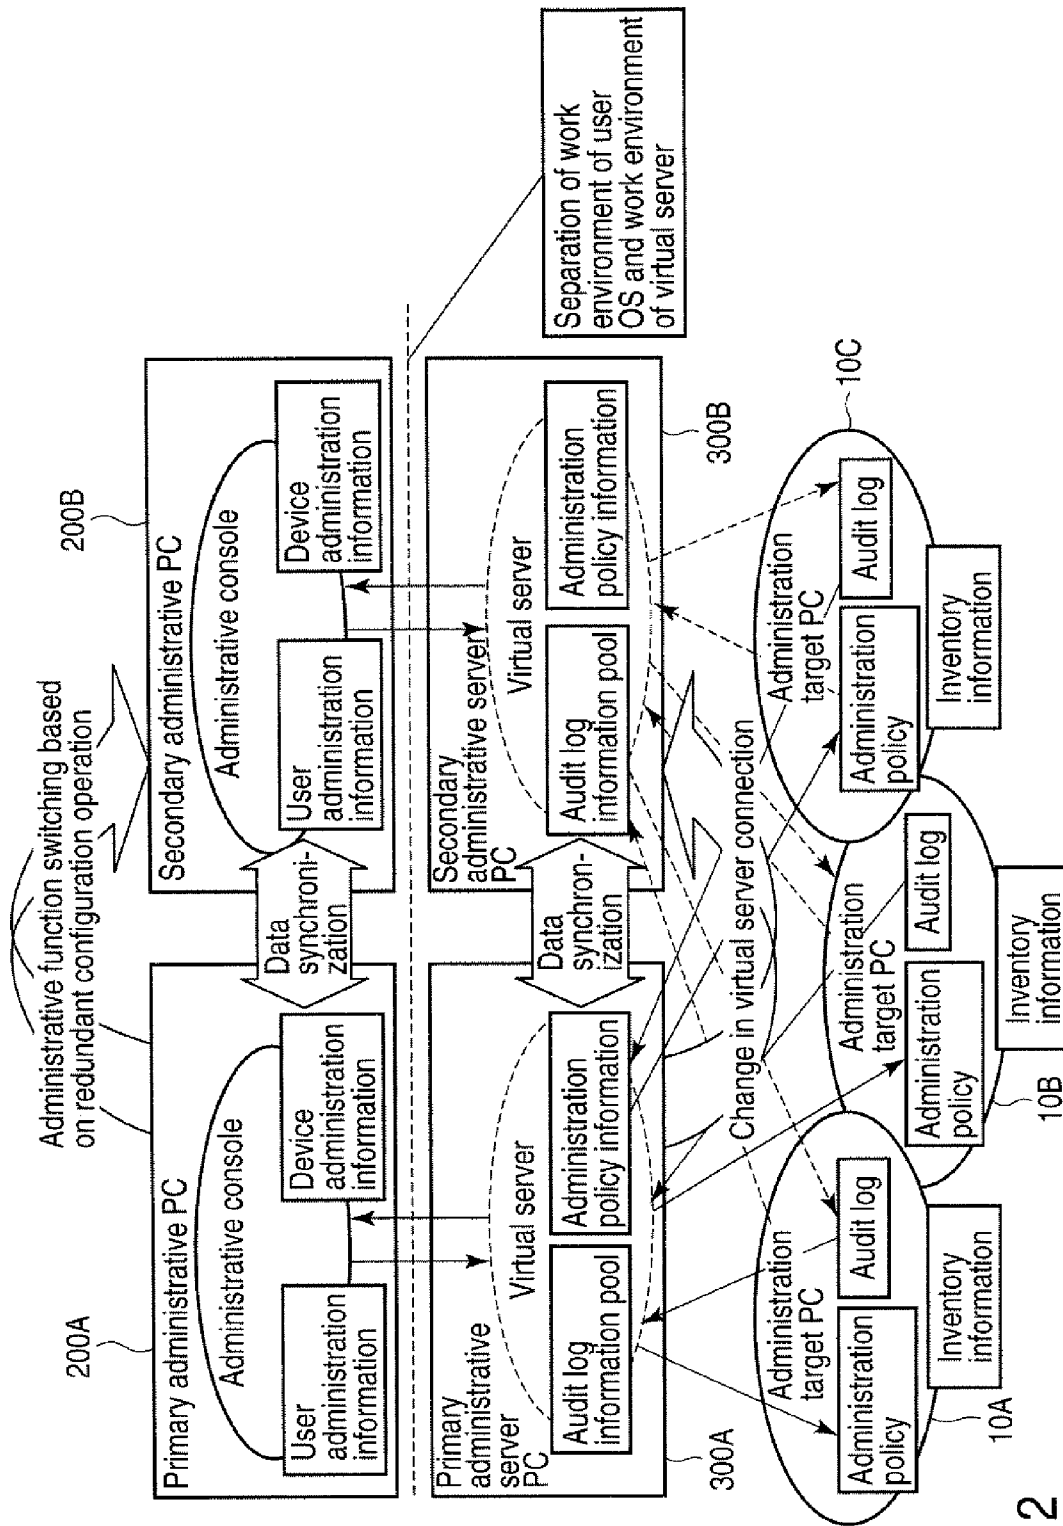 Administrative function switching based
on redundant configuration operation
200A
Primary administrative PC
Administrative console
User
administration
information
Device
administration
information
Data
synchroni-
zation
200B
Secondary administrative PC
Administrative console
User
administration
information
Device
administration
information
Separation of work
environment of user
OS and work environment
of virtual server
Primary
administrative
server
PC
Virtual server
Audit log
information pool
Administration
policy information
300A
Data
synchron-
ization
Secondary
administrative server
PC
Virtual server
Audit log
information pool
Administration
policy information
300B
Change in virtual server connection
Administration
target PC
Administration
policy
Audit log
Inventory
information
10A
Administration
target PC
Administration
policy
Audit log
Inventory
information
10B
Administration
target PC
Administration
policy
Audit log
Inventory
information
10C
2